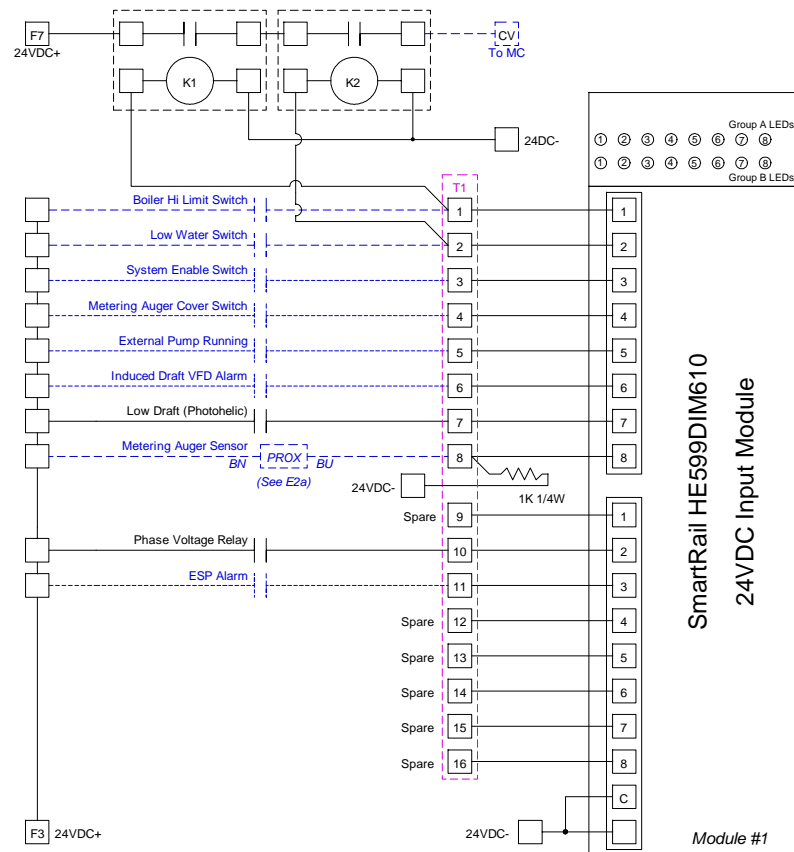 F7
24VDC+
K1
K2
CV
To MC
24DC-
Group A LEDs
1 2 3 4 5 6 7 8
1 2 3 4 5 6 7 8
Group B LEDs
T1
Boiler Hi Limit Switch 1 1
Low Water Switch 2 2
System Enable Switch 3 3
Metering Auger Cover Switch 4 4
External Pump Running 5 5
Induced Draft VFD Alarm 6 6
Low Draft (Photohelic) 7 7
Metering Auger Sensor 8 8
BN PROX BU
(See E2a)
24VDC-
1K 1/4W
Spare 9 1
Phase Voltage Relay 10 2
ESP Alarm 11 3
Spare 12 4
Spare 13 5
Spare 14 6
Spare 15 7
Spare 16 8
C
F3 24VDC+
24VDC-
SmartRail HE599DIM610
24VDC Input Module
Module #1